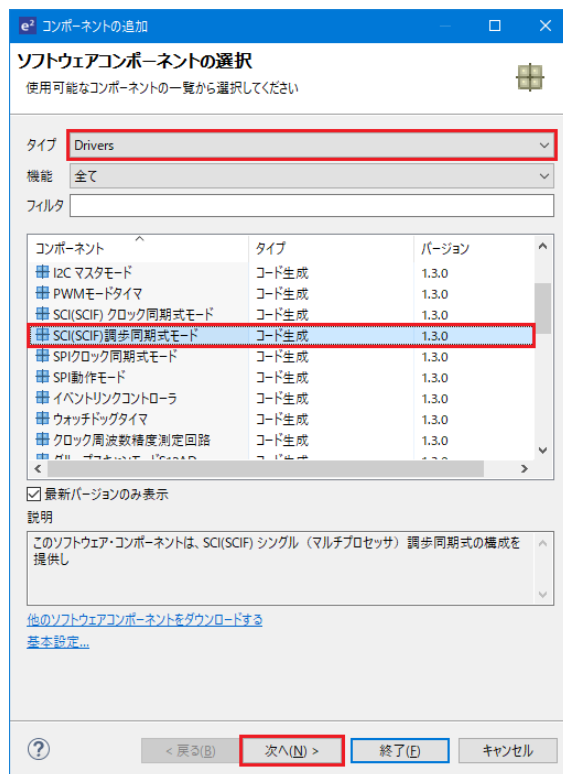 e² コンポーネントの追加
ソフトウェアコンポーネントの選択
使用可能なコンポーネントの一覧から選択してください
タイプ Drivers
機能 全て
フィルタ
コンポーネント タイプ バージョン
I2C マスタモード コード生成 1.3.0
PWMモードタイマ コード生成 1.3.0
SCI(SCIF) クロック同期式モード コード生成 1.3.0
SCI(SCIF)調歩同期式モード コード生成 1.3.0
SPIクロック同期式モード コード生成 1.3.0
SPI動作モード コード生成 1.3.0
イベントリンクコントローラ コード生成 1.3.0
ウォッチドッグタイマ コード生成 1.3.0
クロック周波数精度測定回路 コード生成 1.3.0
最新バージョンのみ表示
説明
このソフトウェア・コンポーネントは、SCI(SCIF) シングル（マルチプロセッサ）調歩同期式の構成を
提供し
他のソフトウェアコンポーネントをダウンロードする
基本設定...
? < 戻る(B) 次へ(N) > 終了(F) キャンセル